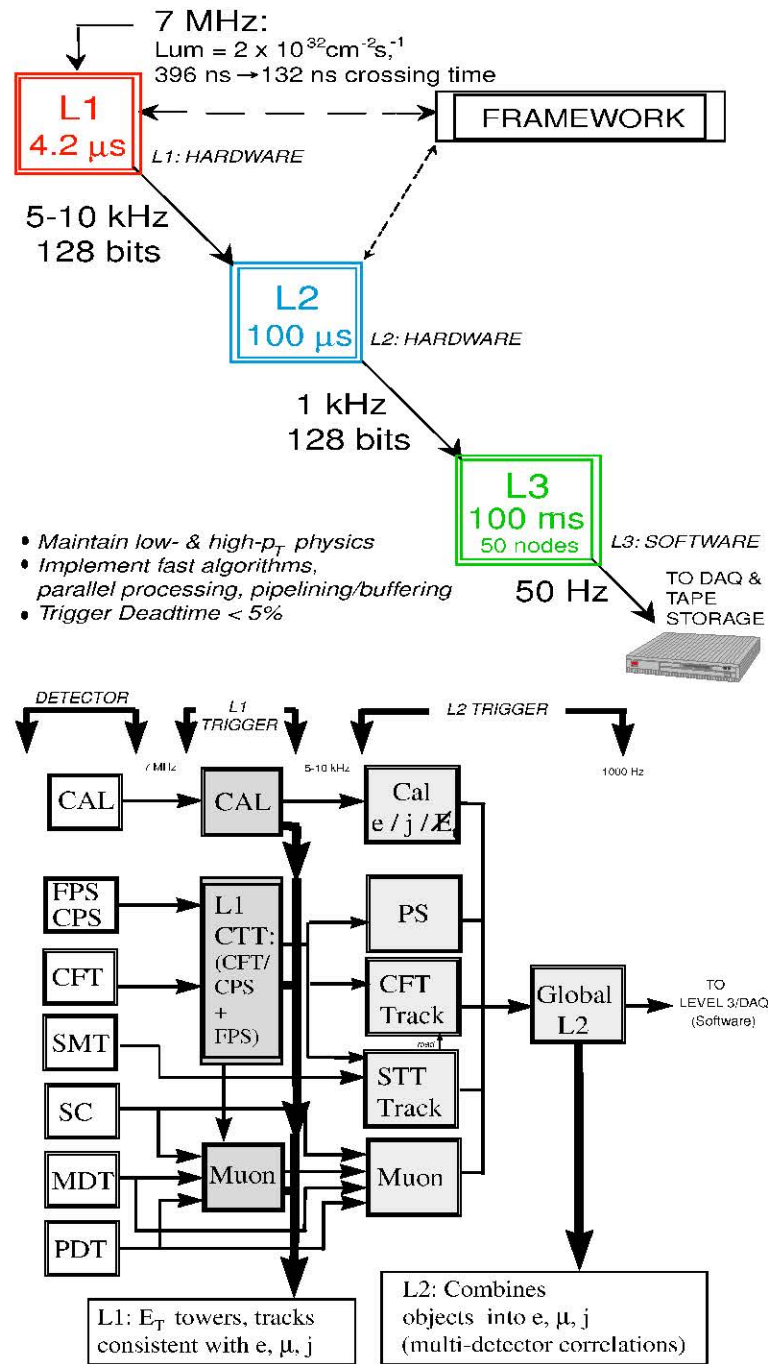 7 MHz:
Lum = 2 x 10³²cm⁻²s,⁻¹
396 ns → 132 ns crossing time
L1
4.2 µs
L1: HARDWARE
FRAMEWORK
5-10 kHz
128 bits
L2
100 µs
L2: HARDWARE
1 kHz
128 bits
L3
100 ms
50 nodes
L3: SOFTWARE
• Maintain low- & high-p_T physics
• Implement fast algorithms,
parallel processing, pipelining/buffering
• Trigger Deadtime < 5%
50 Hz
TO DAQ &
TAPE
STORAGE
DETECTOR
L1
TRIGGER
L2 TRIGGER
7 MHz
5-10 kHz
1000 Hz
CAL
CAL
Cal
e / j / E̸t
FPS
CPS
L1
CTT:
(CFT/
CPS
+
FPS)
PS
CFT
CFT
Track
Global
L2
TO
LEVEL 3/DAQ
(Software)
SMT
road
STT
Track
SC
Muon
Muon
MDT
PDT
L1: E_T towers, tracks
consistent with e, µ, j
L2: Combines
objects into e, µ, j
(multi-detector correlations)